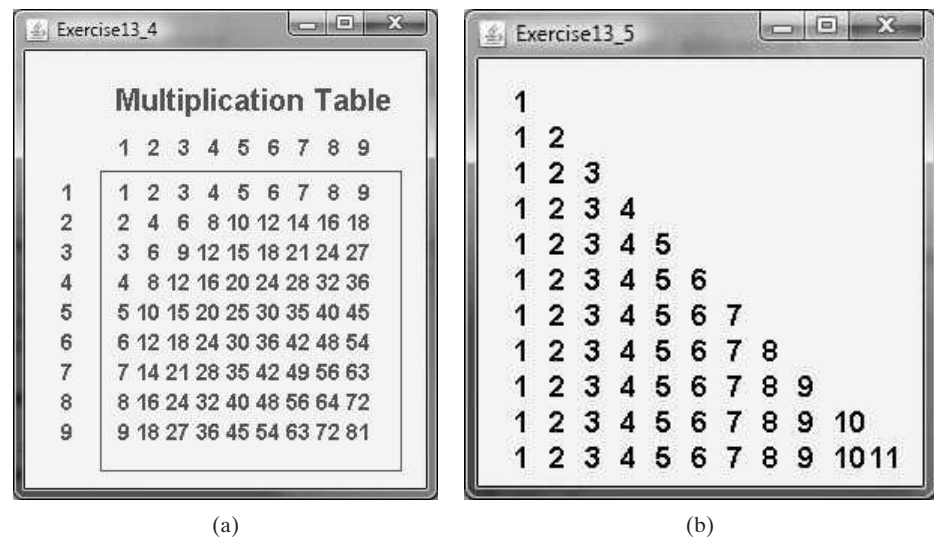 Exercise13_4
Multiplication Table
1 2 3 4 5 6 7 8 9
1 1 2 3 4 5 6 7 8 9
2 2 4 6 8 10 12 14 16 18
3 3 6 9 12 15 18 21 24 27
4 4 8 12 16 20 24 28 32 36
5 5 10 15 20 25 30 35 40 45
6 6 12 18 24 30 36 42 48 54
7 7 14 21 28 35 42 49 56 63
8 8 16 24 32 40 48 56 64 72
9 9 18 27 36 45 54 63 72 81
(a)
Exercise13_5
1
1 2
1 2 3
1 2 3 4
1 2 3 4 5
1 2 3 4 5 6
1 2 3 4 5 6 7
1 2 3 4 5 6 7 8
1 2 3 4 5 6 7 8 9
1 2 3 4 5 6 7 8 9 10
1 2 3 4 5 6 7 8 9 1011
(b)